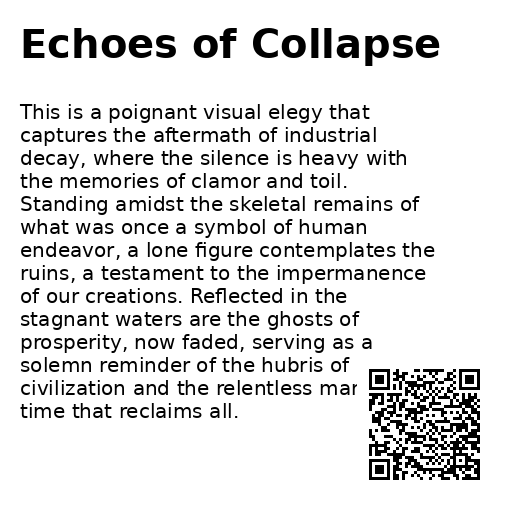 Echoes of Collapse
This is a poignant visual elegy that
captures the aftermath of industrial
decay, where the silence is heavy with
the memories of clamor and toil.
Standing amidst the skeletal remains of
what was once a symbol of human
endeavor, a lone figure contemplates the
ruins, a testament to the impermanence
of our creations. Reflected in the
stagnant waters are the ghosts of
prosperity, now faded, serving as a
solemn reminder of the hubris of
civilization and the relentless
time that reclaims all.